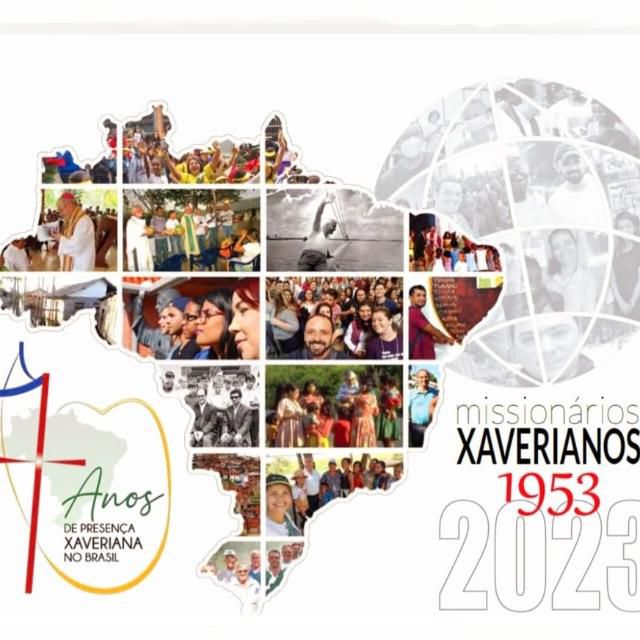 70 Anos
DE PRESENÇA
XAVERIANA
NO BRASIL
missionários
XAVERIANOS
1953
2023